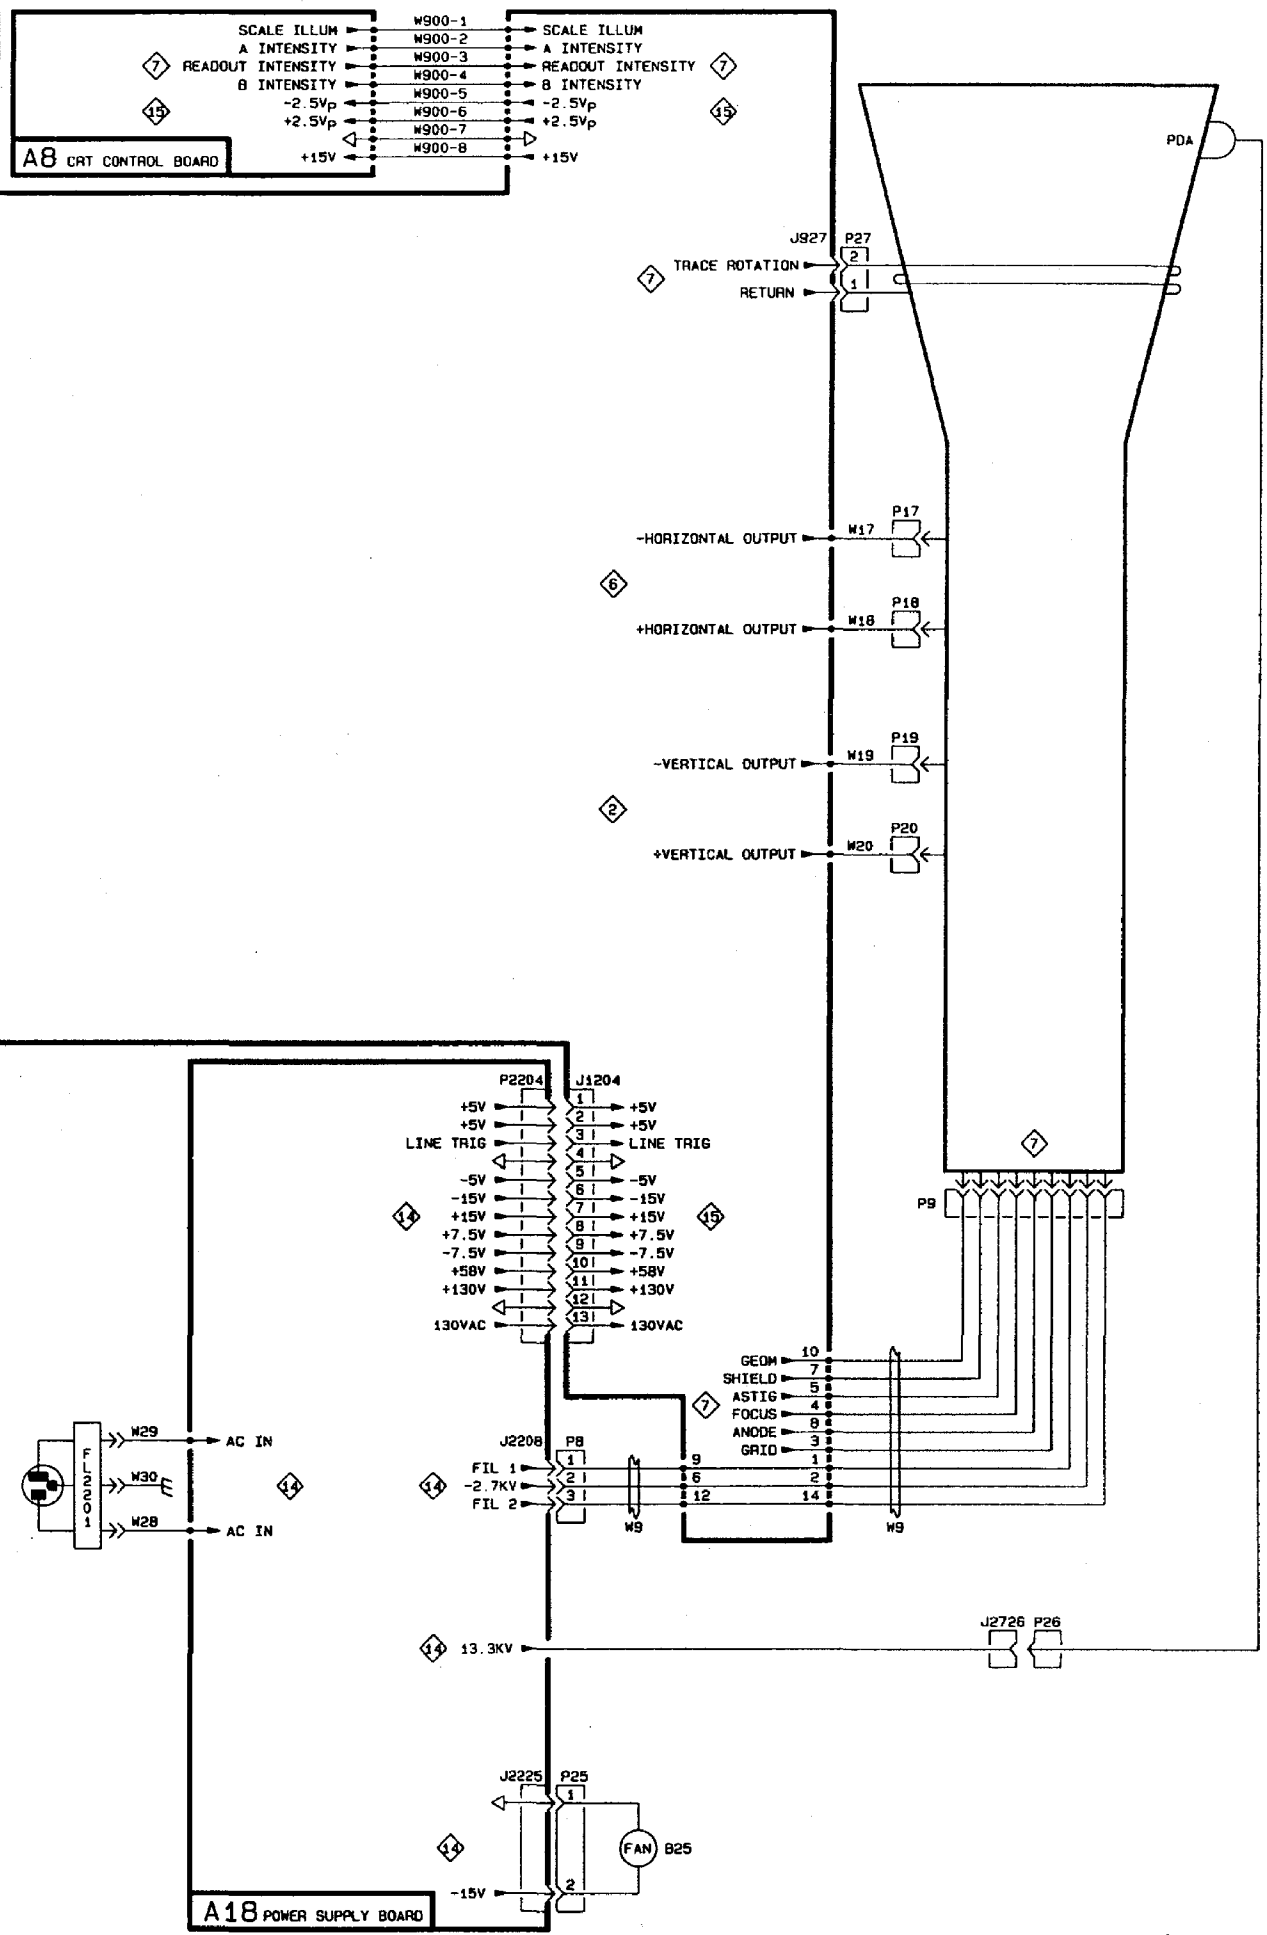 W900-1
SCALE ILLUM SCALE ILLUM
W900-2
A INTENSITY A INTENSITY
W900-3
7 READOUT INTENSITY READOUT INTENSITY 7
W900-4
B INTENSITY B INTENSITY
W900-5
-2.5Vp -2.5Vp
15 15
W900-6
+2.5Vp +2.5Vp
W900-7
W900-8
A8 CRT CONTROL BOARD +15V +15V
PDA
J927 P27
TRACE ROTATION 2
7
RETURN 1
P17
-HORIZONTAL OUTPUT W17
6
P18
+HORIZONTAL OUTPUT W18
P19
-VERTICAL OUTPUT W19
2
P20
+VERTICAL OUTPUT W20
P2204 J1204
+5V 1 +5V
+5V 2 +5V
LINE TRIG 3 LINE TRIG
4
7
-5V 5 -5V
-15V 6 -15V
P9
14 +15V 7 +15V 15
+7.5V 8 +7.5V
-7.5V 9 -7.5V
+58V 10 +58V
+130V 11 +130V
12
130VAC 13 130VAC
GEOM 10
SHIELD 7
ASTIG 5
7
FOCUS 4
ANODE 8
GRID 3
W29 AC IN
J2208 P8
FIL 1 1 9 1
FL2201 W30 14 14 -2.7KV 2 6 2
FIL 2 3 12 14
W28 AC IN
W9 W9
J2726 P26
14 13.3KV
J2225 P25
1
14 FAN B25
-15V 2
A18 POWER SUPPLY BOARD